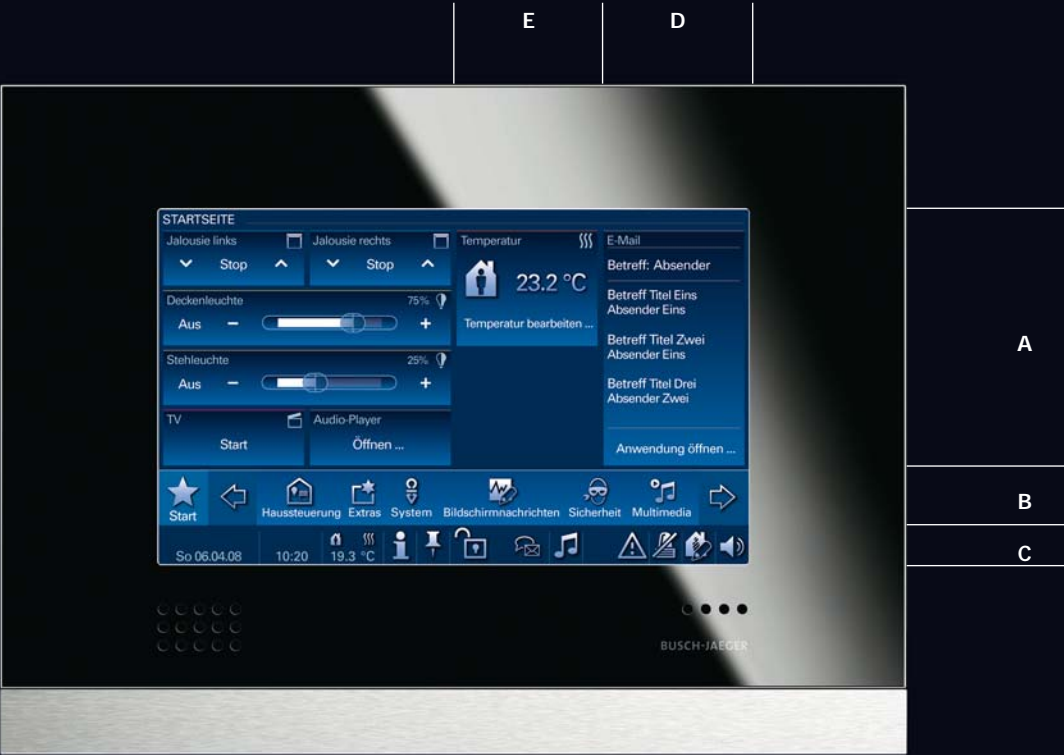 E
D
STARTSEITE
Jalousie links
Stop
Jalousie rechts
Stop
Temperatur
23.2 °C
Temperatur bearbeiten ...
E-Mail
Betreff: Absender
Betreff Titel Eins
Absender Eins
Betreff Titel Zwei
Absender Eins
Betreff Titel Drei
Absender Zwei
Anwendung öffnen ...
Deckenleuchte
75%
Aus
Stehleuchte
25%
Aus
TV
Start
Audio-Player
Öffnen ...
A
Start
Haussteuerung
Extras
System
Bildschirmnachrichten
Sicherheit
Multimedia
B
So 06.04.08
10:20
19.3 °C
C
BUSCH-JAEGER